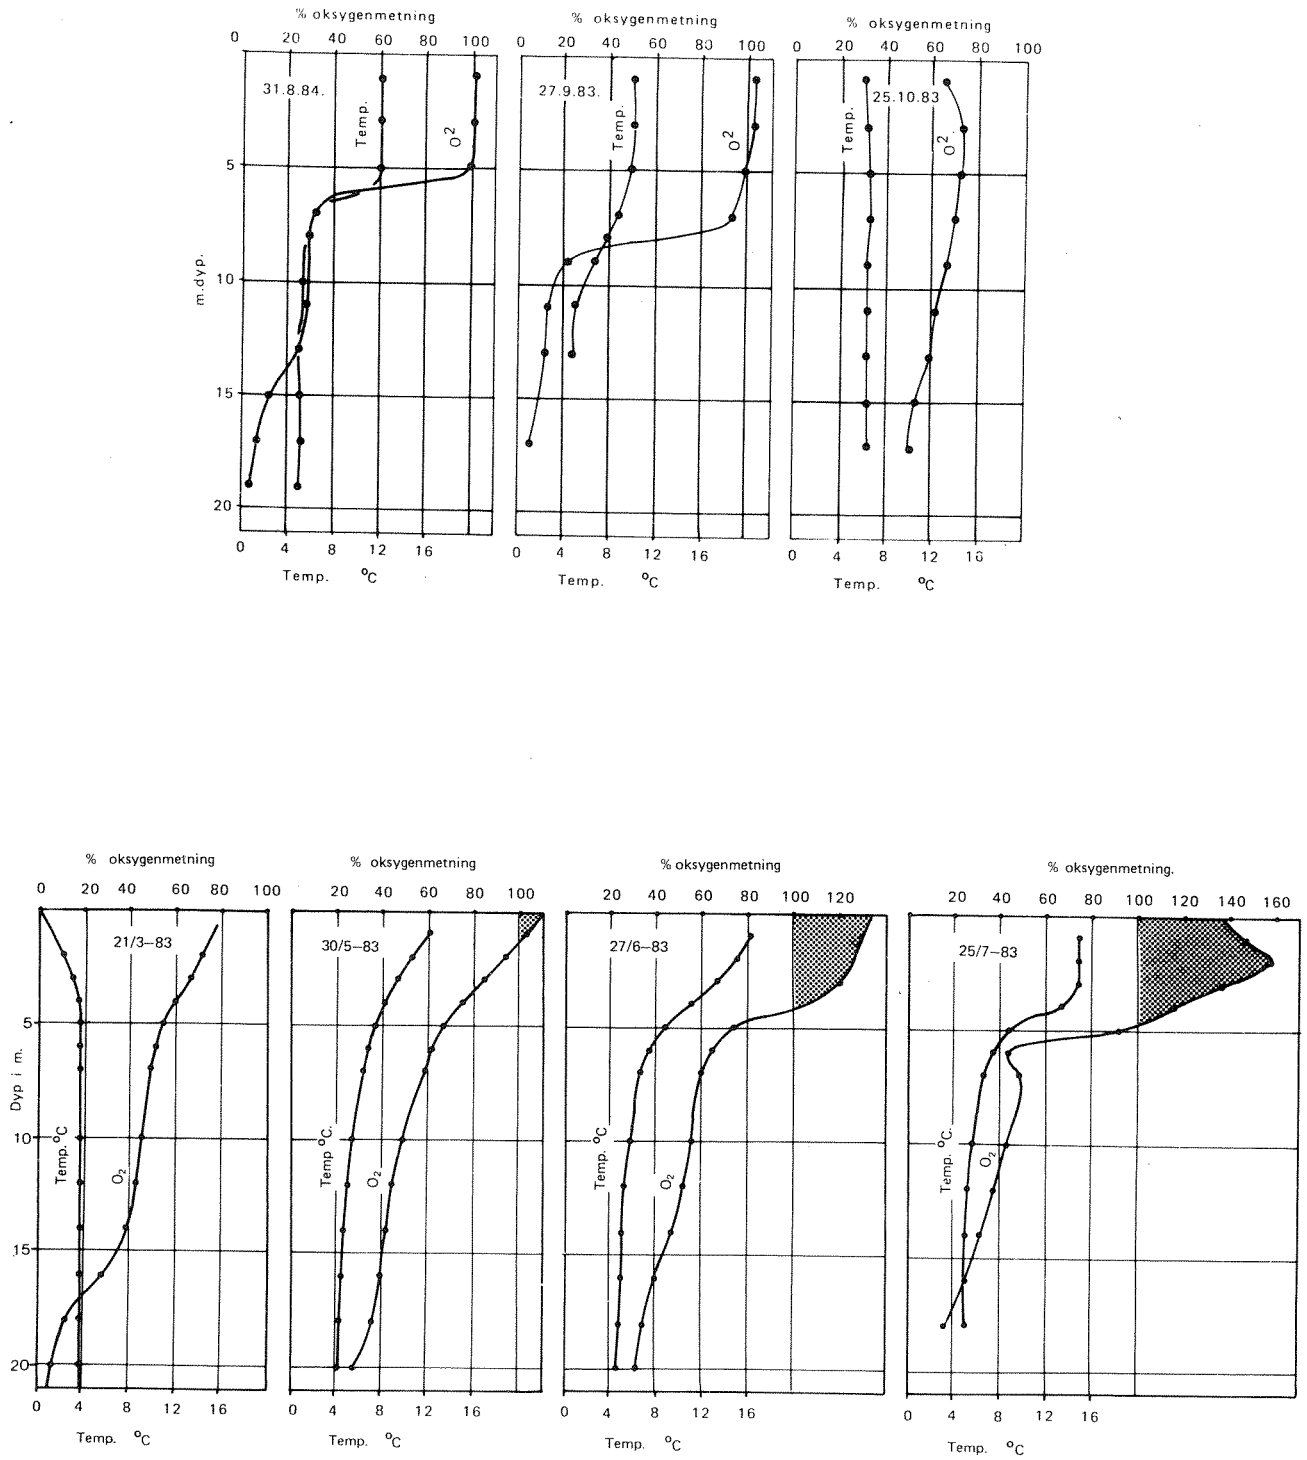 % oksygenmetning % oksygenmetning % oksygenmetning
0 20 40 60 80 100 0 20 40 60 80 100 0 20 40 60 80 100
0
31.8.84. 27.9.83. 25.10.83
Temp. O2 Temp. O2 Temp. O2
5
m.dyp.
10
15
20
0 4 8 12 16 0 4 8 12 16 0 4 8 12 16
Temp. °C Temp. °C Temp. °C
% oksygenmetning % oksygenmetning % oksygenmetning % oksygenmetning.
0 20 40 60 80 100 20 40 60 80 100 20 40 60 80 100 120 20 40 60 80 100 120 140 160
21/3–83 30/5–83 27/6–83 25/7–83
5
Dyp i m.
10
Temp.°C O2 Temp °C. O2 Temp. °C O2 Temp. °C. O2
15
20
0 4 8 12 16 0 4 8 12 16 0 4 8 12 16 0 4 8 12 16
Temp. °C Temp. °C Temp. °C Temp. °C